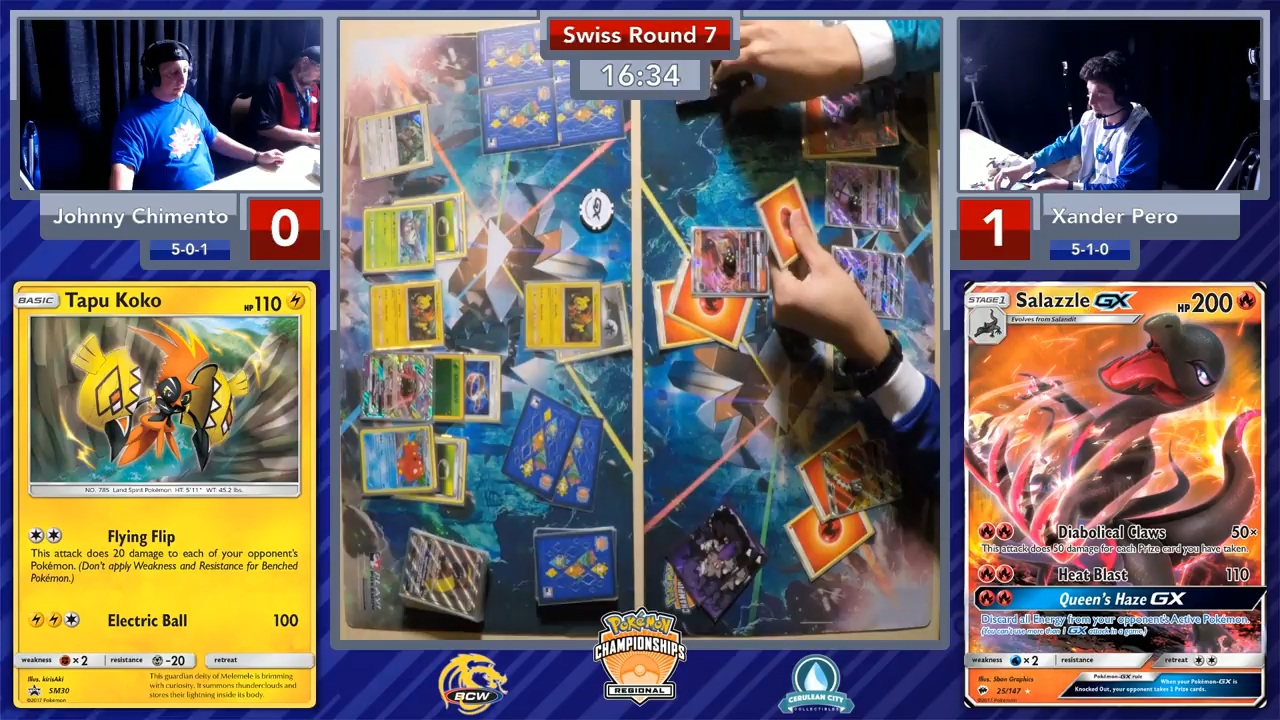 Swiss Round 7
16:34
Johnny Chimento
0
5-0-1
1
Xander Pero
5-1-0
BASIC Tapu Koko HP110
NO. 785 Land Spirit Pokémon HT: 5'11" WT: 45.2 lbs.
Flying Flip
This attack does 20 damage to each of your opponent's
Pokémon. (Don't apply Weakness and Resistance for Benched
Pokémon.)
Electric Ball 100
weakness ×2 resistance -20 retreat
Illus. kirisAki
SM30
©2017 Pokémon
This guardian deity of Melemele is brimming
with curiosity. It summons thunderclouds and
stores their lightning inside its body.
STAGE1 Salazzle GX HP200
Evolves from Salandit
Diabolical Claws 50×
This attack does 50 damage for each Prize card you have taken.
Heat Blast 110
Queen's Haze GX
Discard all Energy from your opponent's Active Pokémon.
(You can't use more than 1 GX attack in a game.)
weakness ×2 resistance retreat
Pokémon-GX rule
When your Pokémon-GX is
Knocked Out, your opponent takes 2 Prize cards.
25/147
Pokémon
CHAMPIONSHIPS
REGIONAL
BCW
CERULEAN CITY
COLLECTIBLES